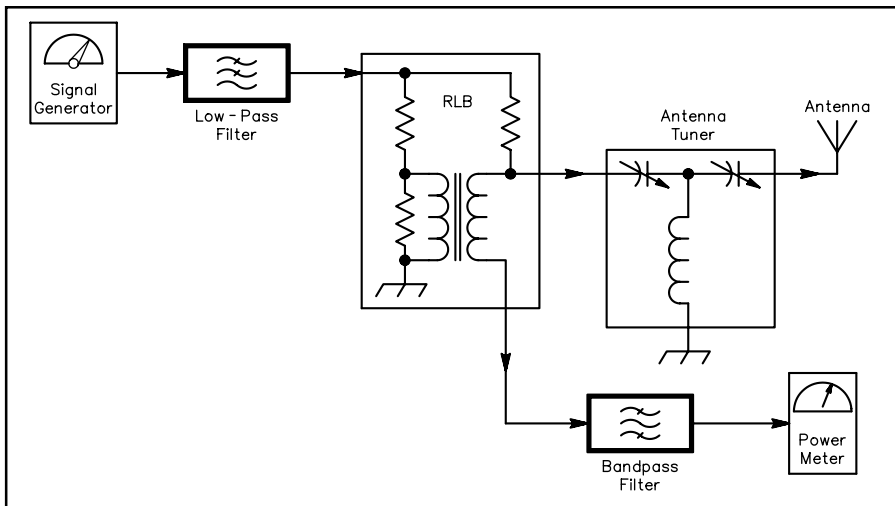 Signal
Generator
Low - Pass
Filter
RLB
Antenna
Tuner
Antenna
Bandpass
Filter
Power
Meter